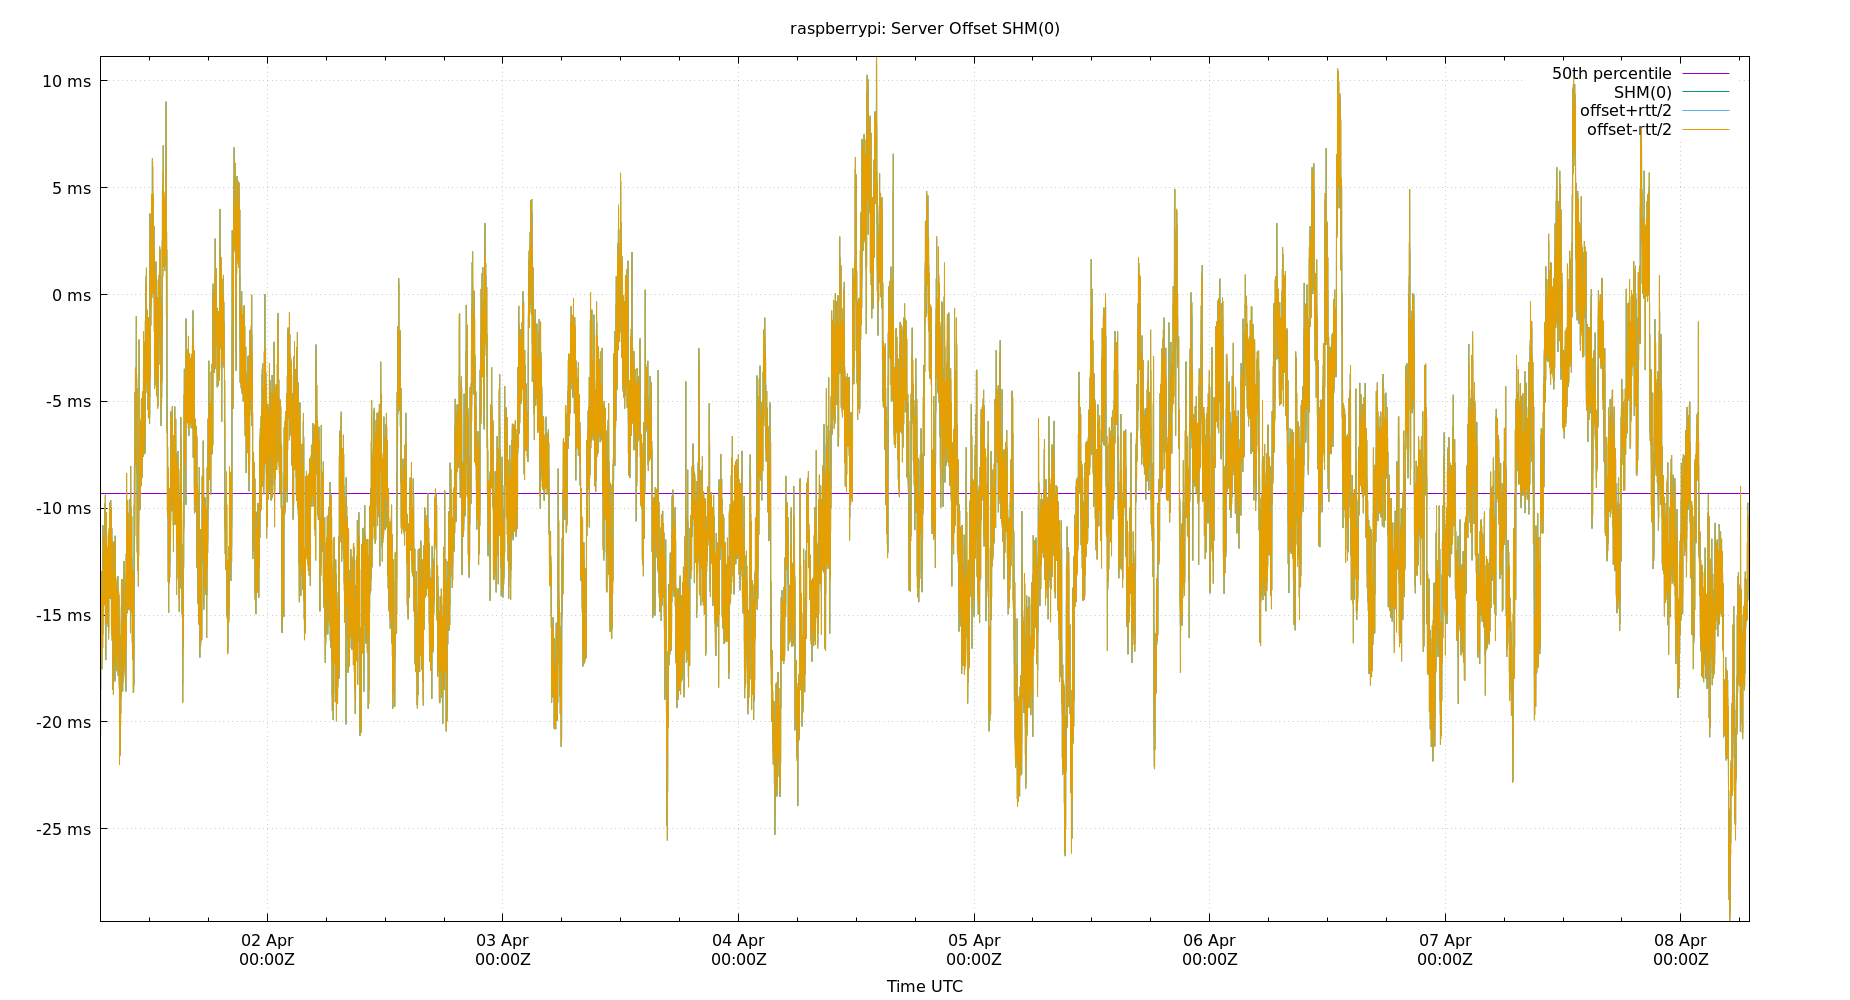 raspberrypi: Server Offset SHM(0)
50th percentile
SHM(0)
offset+rtt/2
offset-rtt/2
10 ms
5 ms
0 ms
-5 ms
-10 ms
-15 ms
-20 ms
-25 ms
02 Apr 03 Apr 04 Apr 05 Apr 06 Apr 07 Apr 08 Apr
00:00Z 00:00Z 00:00Z 00:00Z 00:00Z 00:00Z 00:00Z
Time UTC